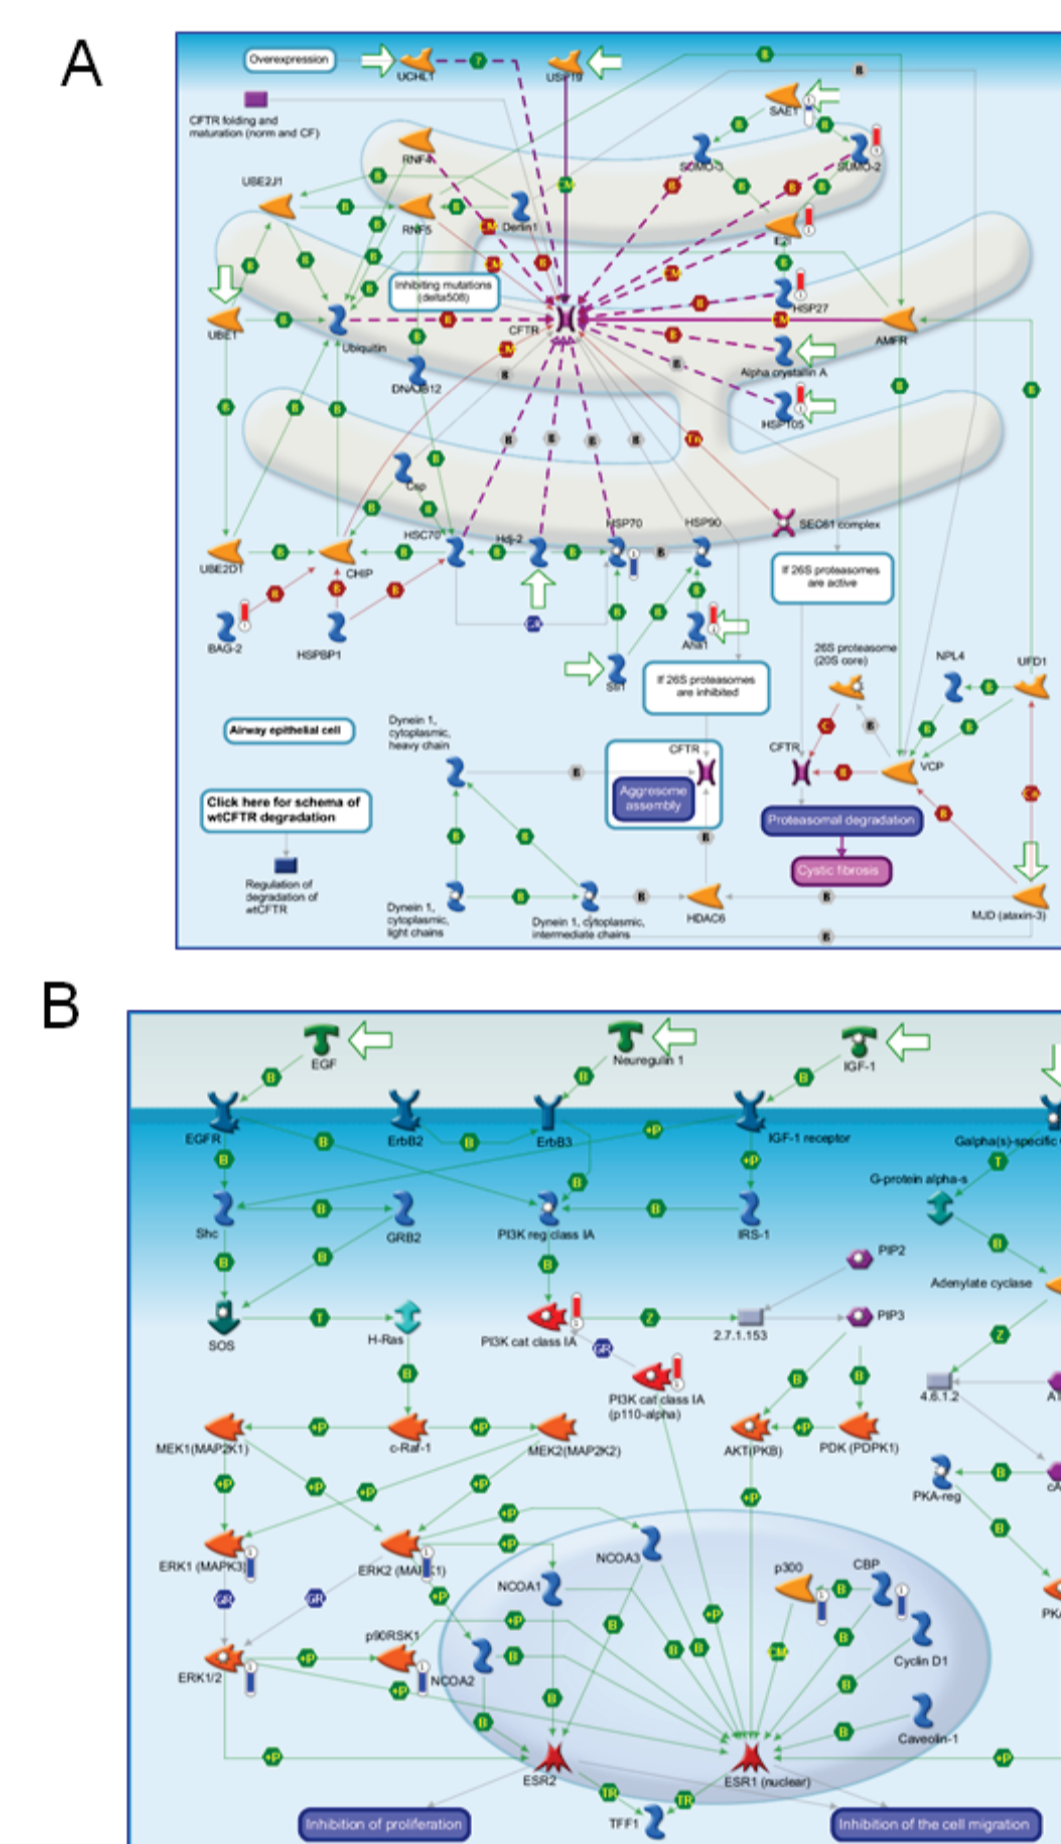 A
Overexpression
UCHL1
?
USP19
B
B
SAE1
CFTR folding and
maturation (norm and CF)
RNF4
SUMO-3
SUMO-2
UBE2J1
RNF5
Derlin1
CM
E2I
Inhibiting mutations
(delta508)
HSP27
UBE1
Ubiquitin
CFTR
AMFR
DNAJB12
Alpha crystallin A
HSP105
Csp
SEC61 complex
HSC70
Hdj-2
HSP70
HSP90
UBE2D1
CHIP
If 26S proteasomes
are active
BAG-2
HSPBP1
Aha1
Sti1
If 26S proteasomes
are inhibited
26S proteasome
(20S core)
NPL4
UFD1
Airway epithelial cell
Dynein 1,
cytoplasmic,
heavy chain
CFTR
CFTR
VCP
Click here for schema of
wtCFTR degradation
Aggresome
assembly
Proteasomal degradation
Cystic fibrosis
Regulation of
degradation of
wtCFTR
Dynein 1,
cytoplasmic,
light chains
Dynein 1, cytoplasmic,
intermediate chains
HDAC6
MJD (ataxin-3)
B
EGF
Neuregulin 1
IGF-1
EGFR
ErbB2
ErbB3
IGF-1 receptor
Galpha(s)-specific
G-protein alpha-s
Shc
GRB2
PI3K reg class IA
IRS-1
PIP2
Adenylate cyclase
SOS
H-Ras
PI3K cat class IA
2.7.1.153
PIP3
PI3K cat class IA
(p110-alpha)
4.6.1.2
MEK1(MAP2K1)
c-Raf-1
MEK2(MAP2K2)
AKT(PKB)
PDK (PDPK1)
PKA-reg
ERK1 (MAPK3)
ERK2 (MAPK1)
NCOA3
NCOA1
p300
CBP
p90RSK1
ERK1/2
NCOA2
Cyclin D1
Caveolin-1
ESR2
ESR1 (nuclear)
TFF1
Inhibition of proliferation
Inhibition of the cell migration